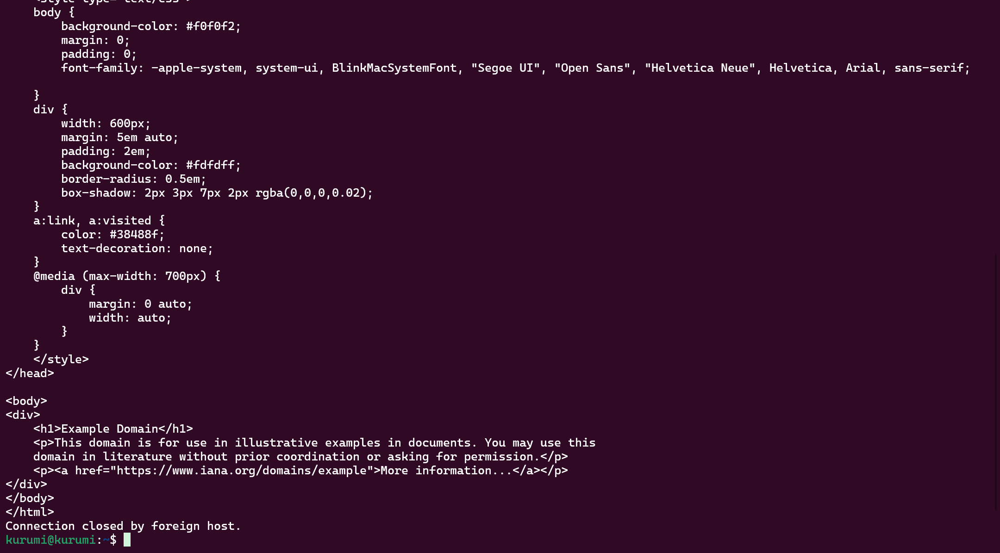 <style type="text/css">
body {
background-color: #f0f0f2;
margin: 0;
padding: 0;
font-family: -apple-system, system-ui, BlinkMacSystemFont, "Segoe UI", "Open Sans", "Helvetica Neue", Helvetica, Arial, sans-serif;
}
div {
width: 600px;
margin: 5em auto;
padding: 2em;
background-color: #fdfdff;
border-radius: 0.5em;
box-shadow: 2px 3px 7px 2px rgba(0,0,0,0.02);
}
a:link, a:visited {
color: #38488f;
text-decoration: none;
}
@media (max-width: 700px) {
div {
margin: 0 auto;
width: auto;
}
}
</style>
</head>
<body>
<div>
<h1>Example Domain</h1>
<p>This domain is for use in illustrative examples in documents. You may use this
domain in literature without prior coordination or asking for permission.</p>
<p><a href="https://www.iana.org/domains/example">More information...</a></p>
</div>
</body>
</html>
Connection closed by foreign host.
kurumi@kurumi:~$